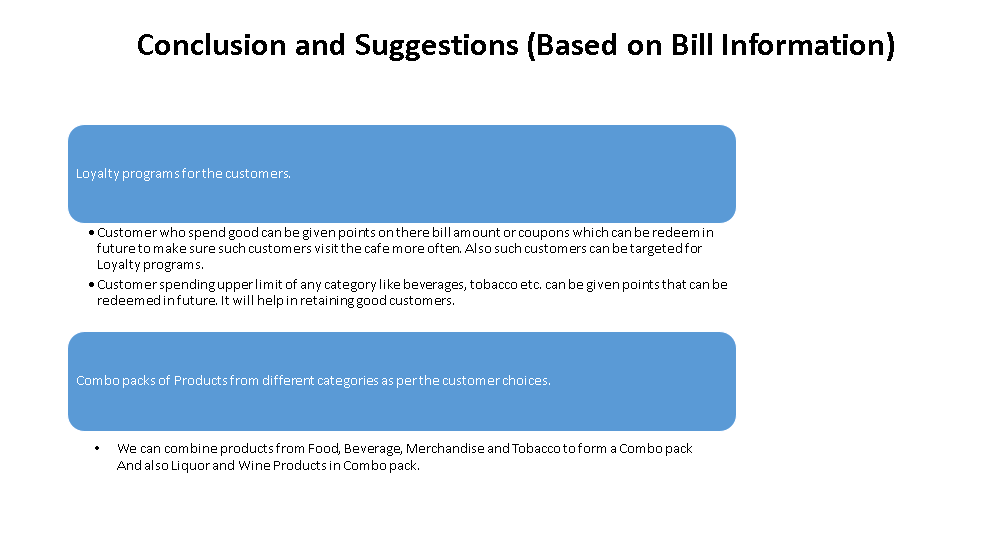 Conclusion and Suggestions (Based on Bill Information)
Loyalty programs for the customers.
• Customer who spend good can be given points on there bill amount or coupons which can be redeem in
future to make sure such customers visit the cafe more often. Also such customers can be targeted for
Loyalty programs.
• Customer spending upper limit of any category like beverages, tobacco etc. can be given points that can be
redeemed in future. It will help in retaining good customers.
Combo packs of Products from different categories as per the customer choices.
• We can combine products from Food, Beverage, Merchandise and Tobacco to form a Combo pack
And also Liquor and Wine Products in Combo pack.